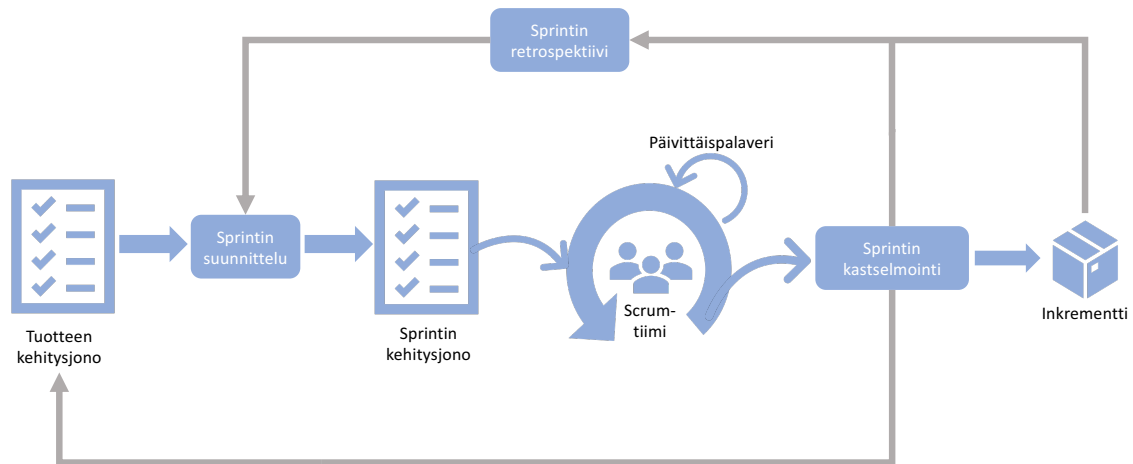 Sprintin
retrospektiivi
Päivittäispalaveri
Sprintin
suunnittelu
Sprintin
kastselmointi
Scrum-
tiimi
Inkrementti
Tuotteen
kehitysjono
Sprintin
kehitysjono